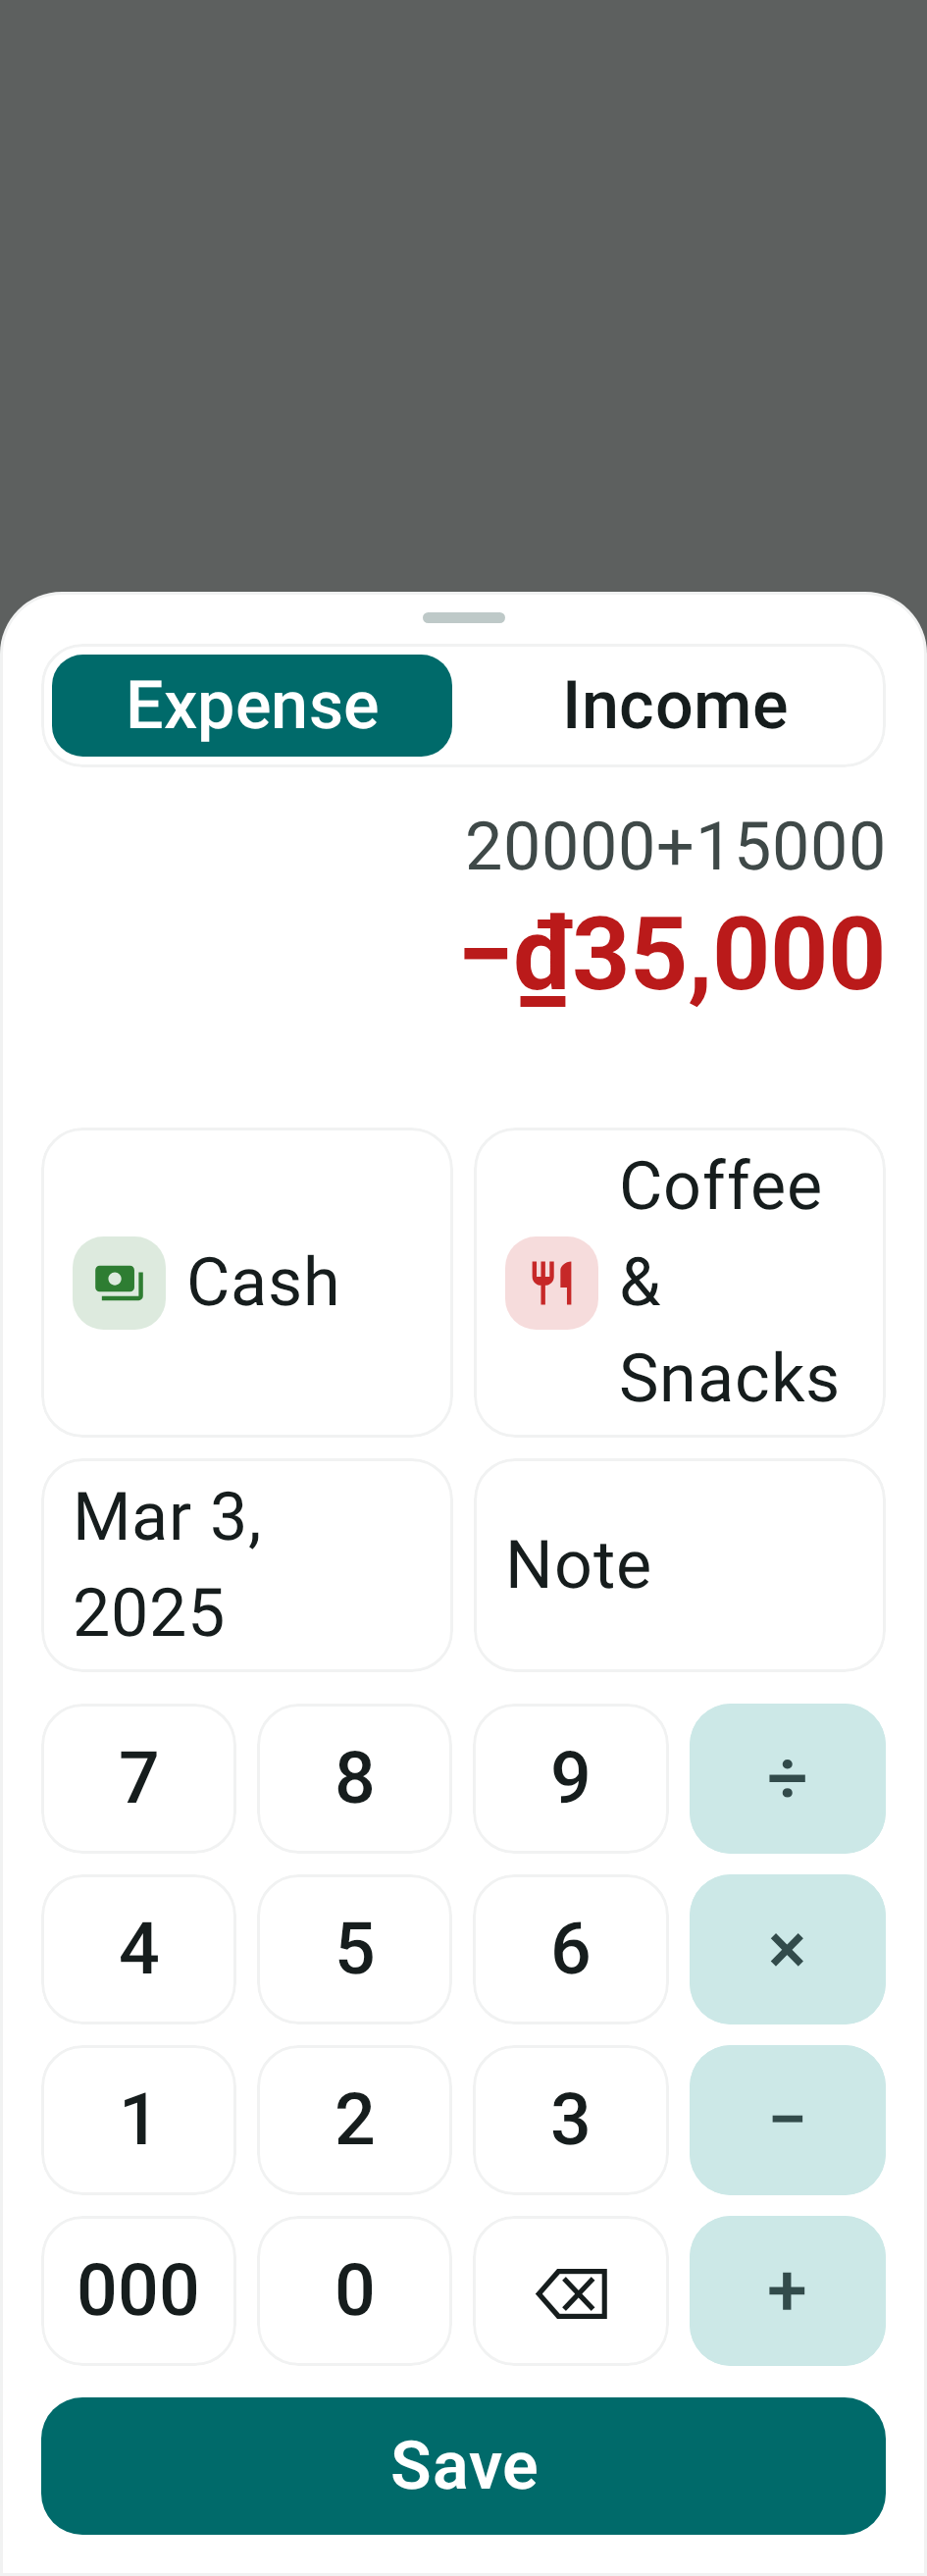 Expense Income
20000+15000
−₫35,000
Cash
Coffee
&
Snacks
Mar 3,
2025
Note
7 8 9 ÷
4 5 6 ×
1 2 3 −
000 0 ⌫ +
Save